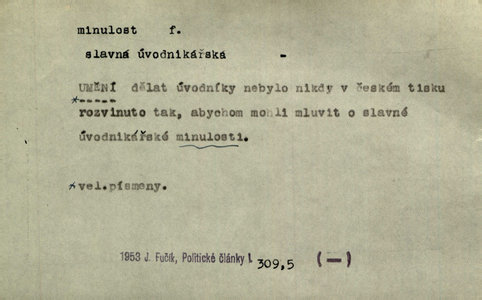 minulost f.
slavná úvodnikářská -
UMĚNÍ dělat úvodníky nebylo nikdy v českém tisku
*-----
rozvinuto tak, abychom mohli mluvit o slavné
úvodnikářské minulosti.
*vel.písmeny.
1953 J. Fučík, Politické články I. 309,5 (—)